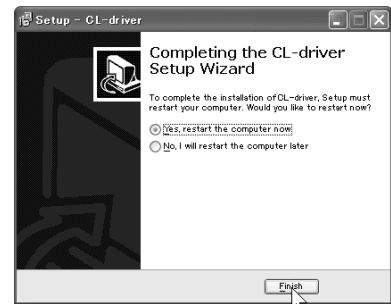 Setup - CL-driver
Completing the CL-driver
Setup Wizard
To complete the installation of CL-driver, Setup must
restart your computer. Would you like to restart now?
Yes, restart the computer now
No, I will restart the computer later
Finish